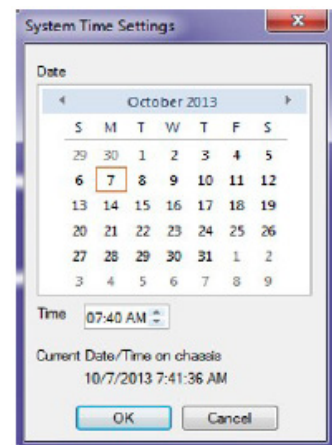 System Time Settings
Date
October 2013
S M T W T F S
29 30 1 2 3 4 5
6 7 8 9 10 11 12
13 14 15 16 17 18 19
20 21 22 23 24 25 26
27 28 29 30 31 1 2
3 4 5 6 7 8 9
Time 07:40 AM
Current Date/Time on chassis
10/7/2013 7:41:36 AM
OK Cancel